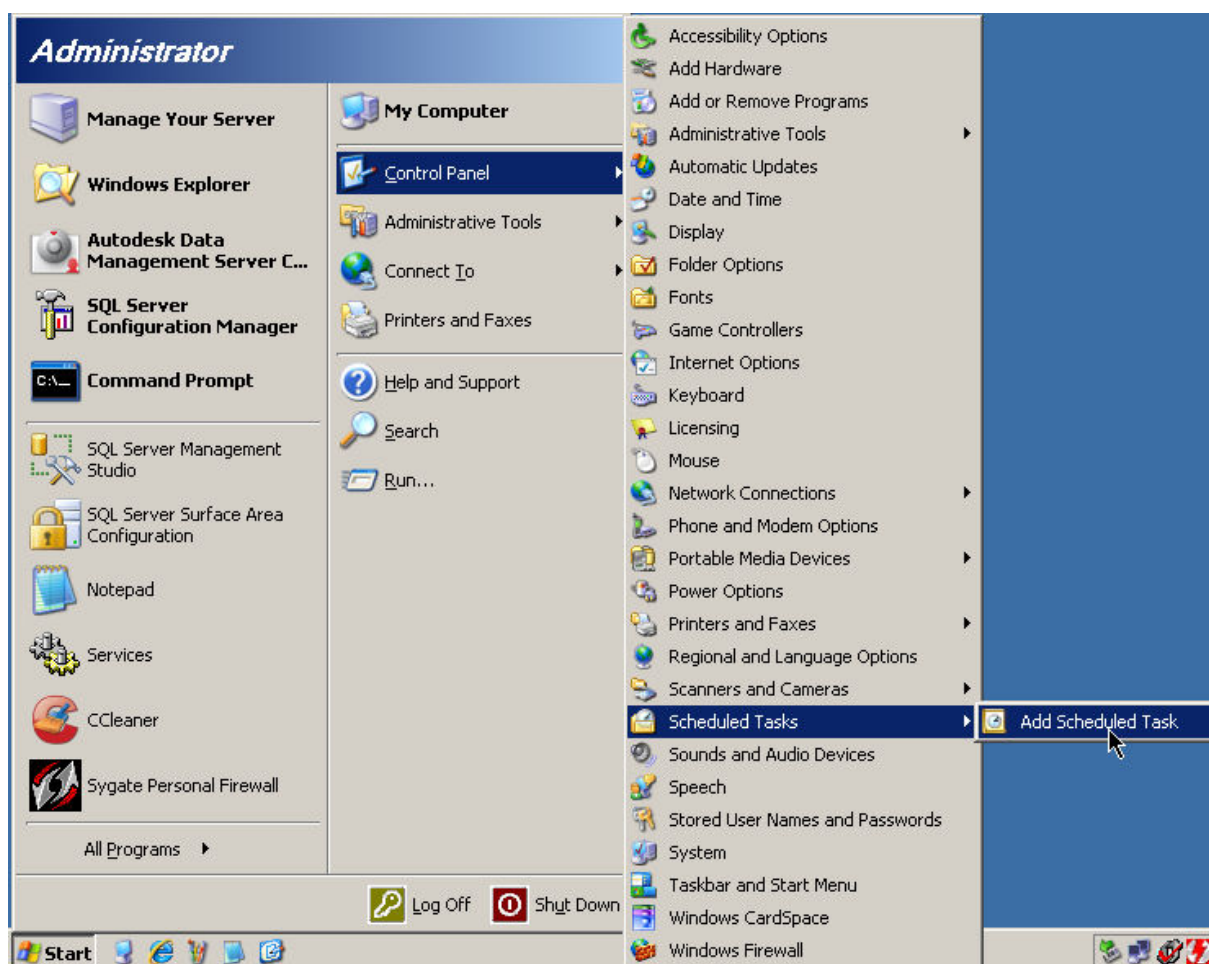 Administrator
Manage Your Server
Windows Explorer
Autodesk Data
Management Server C...
SQL Server
Configuration Manager
C:\_
Command Prompt
SQL Server Management
Studio
SQL Server Surface Area
Configuration
Notepad
Services
CCleaner
Sygate Personal Firewall
All Programs
My Computer
Control Panel
Administrative Tools
Connect To
Printers and Faxes
Help and Support
Search
Run...
Log Off
Shut Down
Accessibility Options
Add Hardware
Add or Remove Programs
Administrative Tools
Automatic Updates
Date and Time
Display
Folder Options
Fonts
Game Controllers
Internet Options
Keyboard
Licensing
Mouse
Network Connections
Phone and Modem Options
Portable Media Devices
Power Options
Printers and Faxes
Regional and Language Options
Scanners and Cameras
Scheduled Tasks
Add Scheduled Task
Sounds and Audio Devices
Speech
Stored User Names and Passwords
System
Taskbar and Start Menu
Windows CardSpace
Windows Firewall
Start